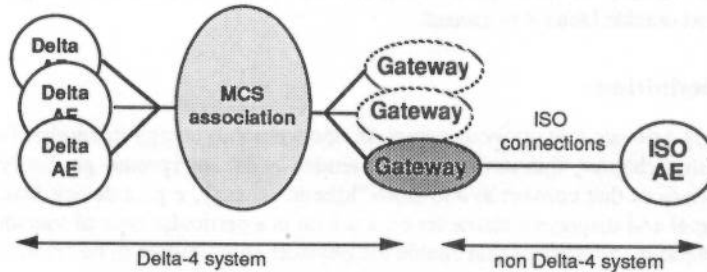 Delta
Delta
AE
Delta
AE
MCS
association
Gateway
Gateway
Gateway
ISO
connections
ISO
AE
Delta-4 system
non Delta-4 system